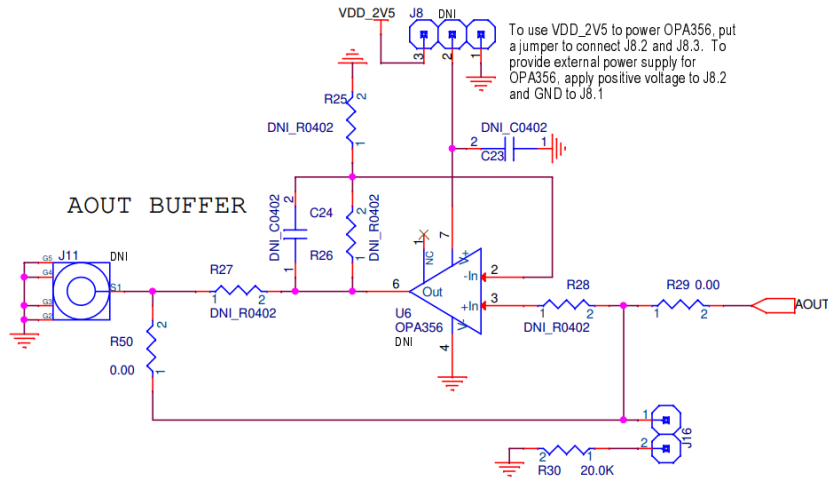 VDD_2V5
J8
DNI
3
2
1
To use VDD_2V5 to power OPA356, put
a jumper to connect J8.2 and J8.3. To
provide external power supply for
OPA356, apply positive voltage to J8.2
and GND to J8.1
R25
2
1
DNI_R0402
DNI_C0402
2
1
C23
AOUT BUFFER
DNI_C0402
2
1
C24
R26
2
1
DNI_R0402
J11
DNI
G5
G4
G3
G2
S1
R27
1
2
DNI_R0402
6
Out
1
NC
7
V+
-In
2
+In
3
V-
4
U6
OPA356
DNI
R28
1
2
DNI_R0402
R29 0.00
1
2
AOUT
R50
2
1
0.00
1
2
J16
R30
2
1
20.0K